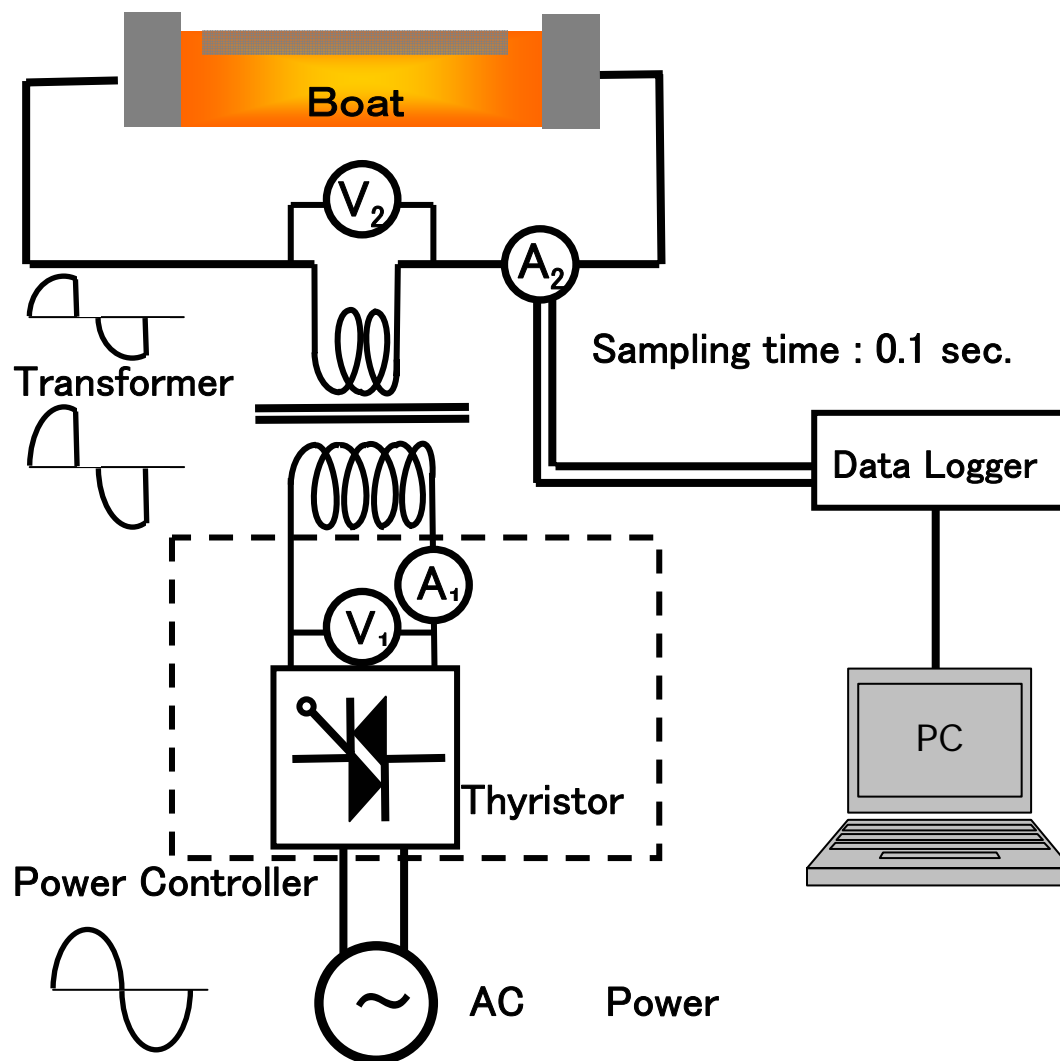 Boat
V₂
A₂
Sampling time : 0.1 sec.
Transformer
Data Logger
A₁
V₁
PC
Thyristor
Power Controller
AC Power